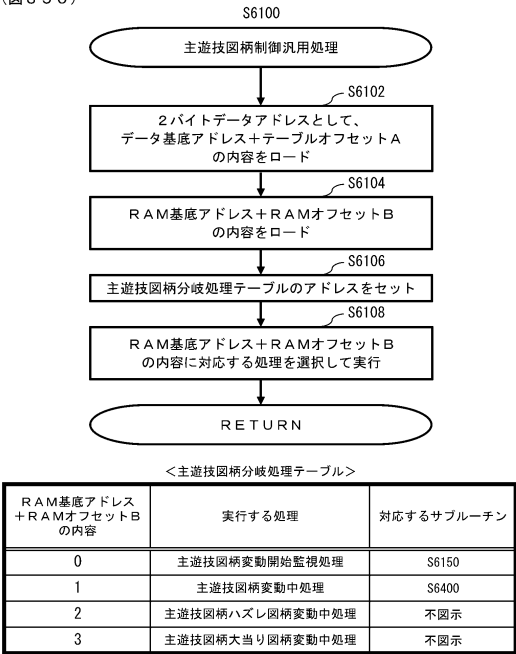 S6100
主遊技図柄制御汎用処理
S6102
２バイトデータアドレスとして、
データ基底アドレス＋テーブルオフセットＡ
の内容をロード
S6104
ＲＡＭ基底アドレス＋ＲＡＭオフセットＢ
の内容をロード
S6106
主遊技図柄分岐処理テーブルのアドレスをセット
S6108
ＲＡＭ基底アドレス＋ＲＡＭオフセットＢ
の内容に対応する処理を選択して実行
ＲＥＴＵＲＮ
＜主遊技図柄分岐処理テーブル＞
ＲＡＭ基底アドレス
＋ＲＡＭオフセットＢ
の内容
実行する処理
対応するサブルーチン
0 主遊技図柄変動開始監視処理 S6150
1 主遊技図柄変動中処理 S6400
2 主遊技図柄ハズレ図柄変動中処理 不図示
3 主遊技図柄大当り図柄変動中処理 不図示